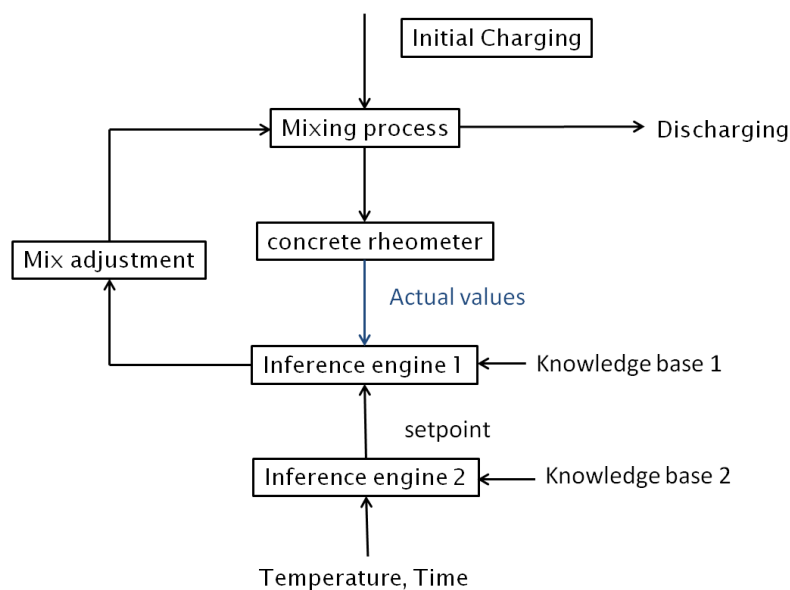 Initial Charging
Mixing process
Discharging
concrete rheometer
Mix adjustment
Actual values
Inference engine 1
Knowledge base 1
setpoint
Inference engine 2
Knowledge base 2
Temperature, Time